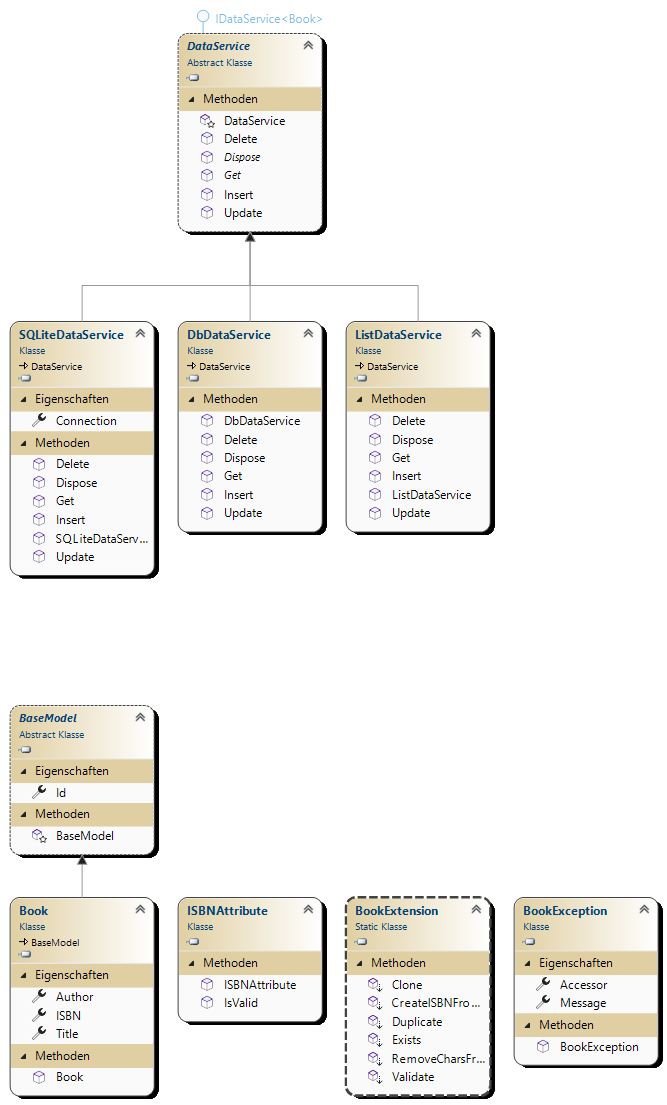 IDataService<Book>
DataService
Abstract Klasse
Methoden
DataService
Delete
Dispose
Get
Insert
Update
SQLiteDataService
Klasse
DataService
Eigenschaften
Connection
Methoden
Delete
Dispose
Get
Insert
SQLiteDataServ...
Update
DbDataService
Klasse
DataService
Methoden
DbDataService
Delete
Dispose
Get
Insert
Update
ListDataService
Klasse
DataService
Methoden
Delete
Dispose
Get
Insert
ListDataService
Update
BaseModel
Abstract Klasse
Eigenschaften
Id
Methoden
BaseModel
Book
Klasse
BaseModel
Eigenschaften
Author
ISBN
Title
Methoden
Book
ISBNAttribute
Klasse
Methoden
ISBNAttribute
IsValid
BookExtension
Static Klasse
Methoden
Clone
CreateISBNFro...
Duplicate
Exists
RemoveCharsFr...
Validate
BookException
Klasse
Eigenschaften
Accessor
Message
Methoden
BookException